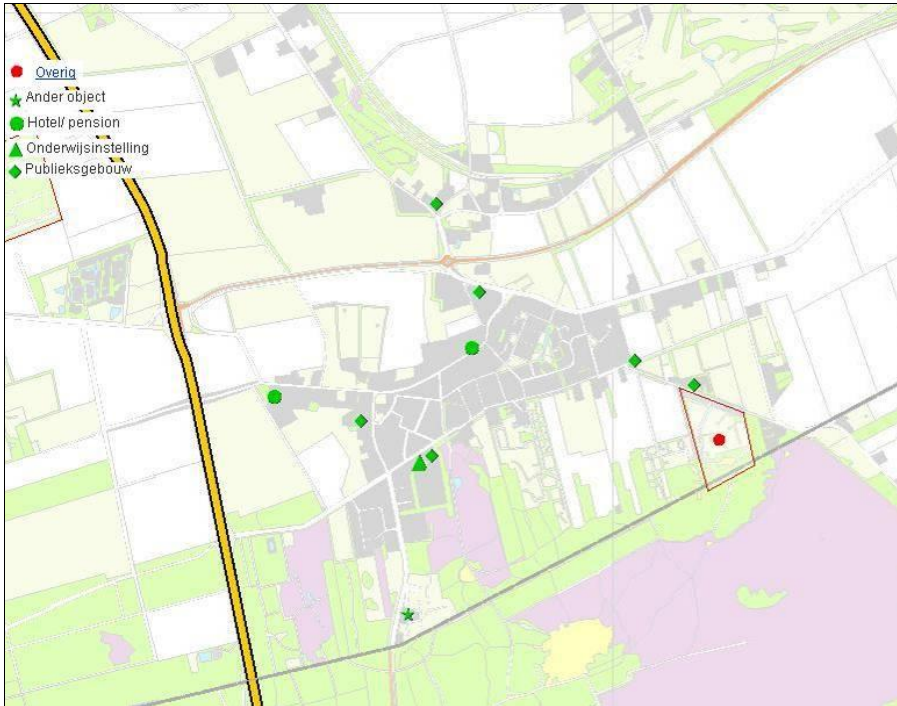 Overig
Ander object
Hotel/ pension
Onderwijsinstelling
Publieksgebouw